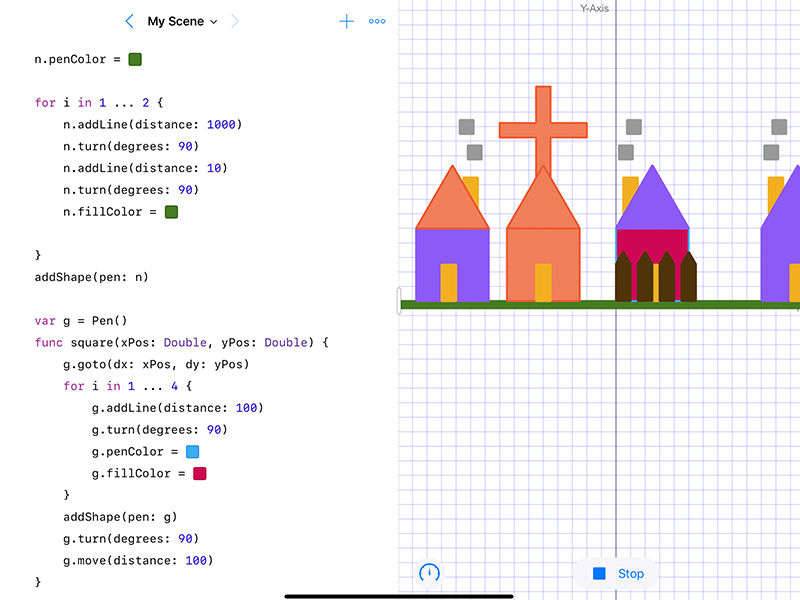 My Scene
Y-Axis
n.penColor =
for i in 1 ... 2 {
n.addLine(distance: 1000)
n.turn(degrees: 90)
n.addLine(distance: 10)
n.turn(degrees: 90)
n.fillColor =
}
addShape(pen: n)
var g = Pen()
func square(xPos: Double, yPos: Double) {
g.goto(dx: xPos, dy: yPos)
for i in 1 ... 4 {
g.addLine(distance: 100)
g.turn(degrees: 90)
g.penColor =
g.fillColor =
}
addShape(pen: g)
g.turn(degrees: 90)
g.move(distance: 100)
}
Stop